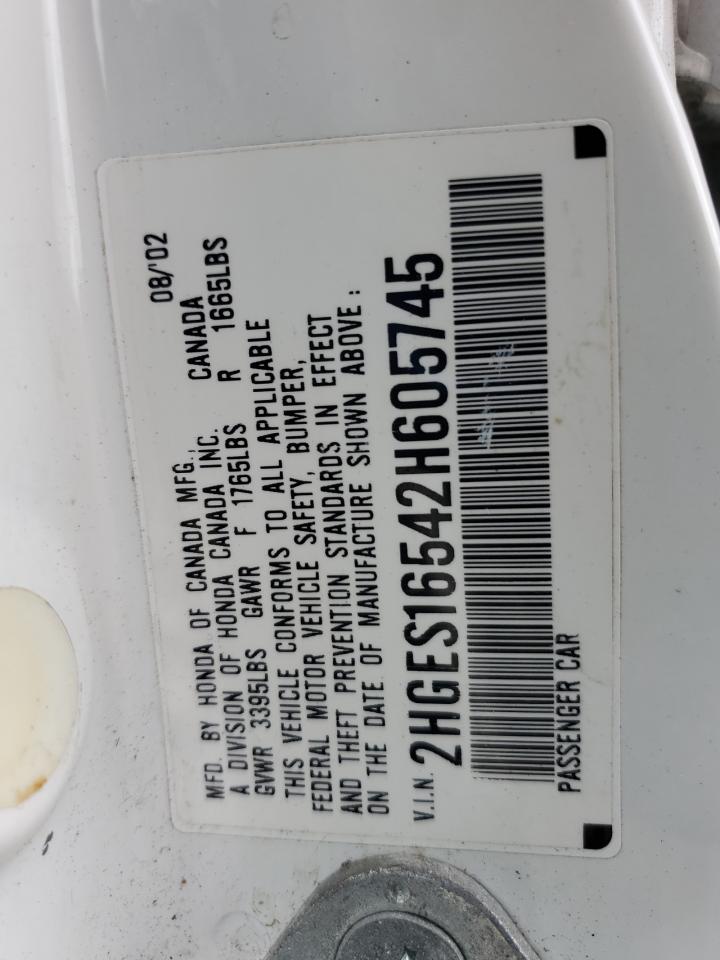 MFD. BY HONDA OF CANADA MFG., 08/'02
A DIVISION OF HONDA CANADA INC. CANADA
GVWR 3395LBS GAWR F 1765LBS R 1665LBS
THIS VEHICLE CONFORMS TO ALL APPLICABLE
FEDERAL MOTOR VEHICLE SAFETY, BUMPER,
AND THEFT PREVENTION STANDARDS IN EFFECT
ON THE DATE OF MANUFACTURE SHOWN ABOVE :
V.I.N. 2HGES16542H605745
PASSENGER CAR